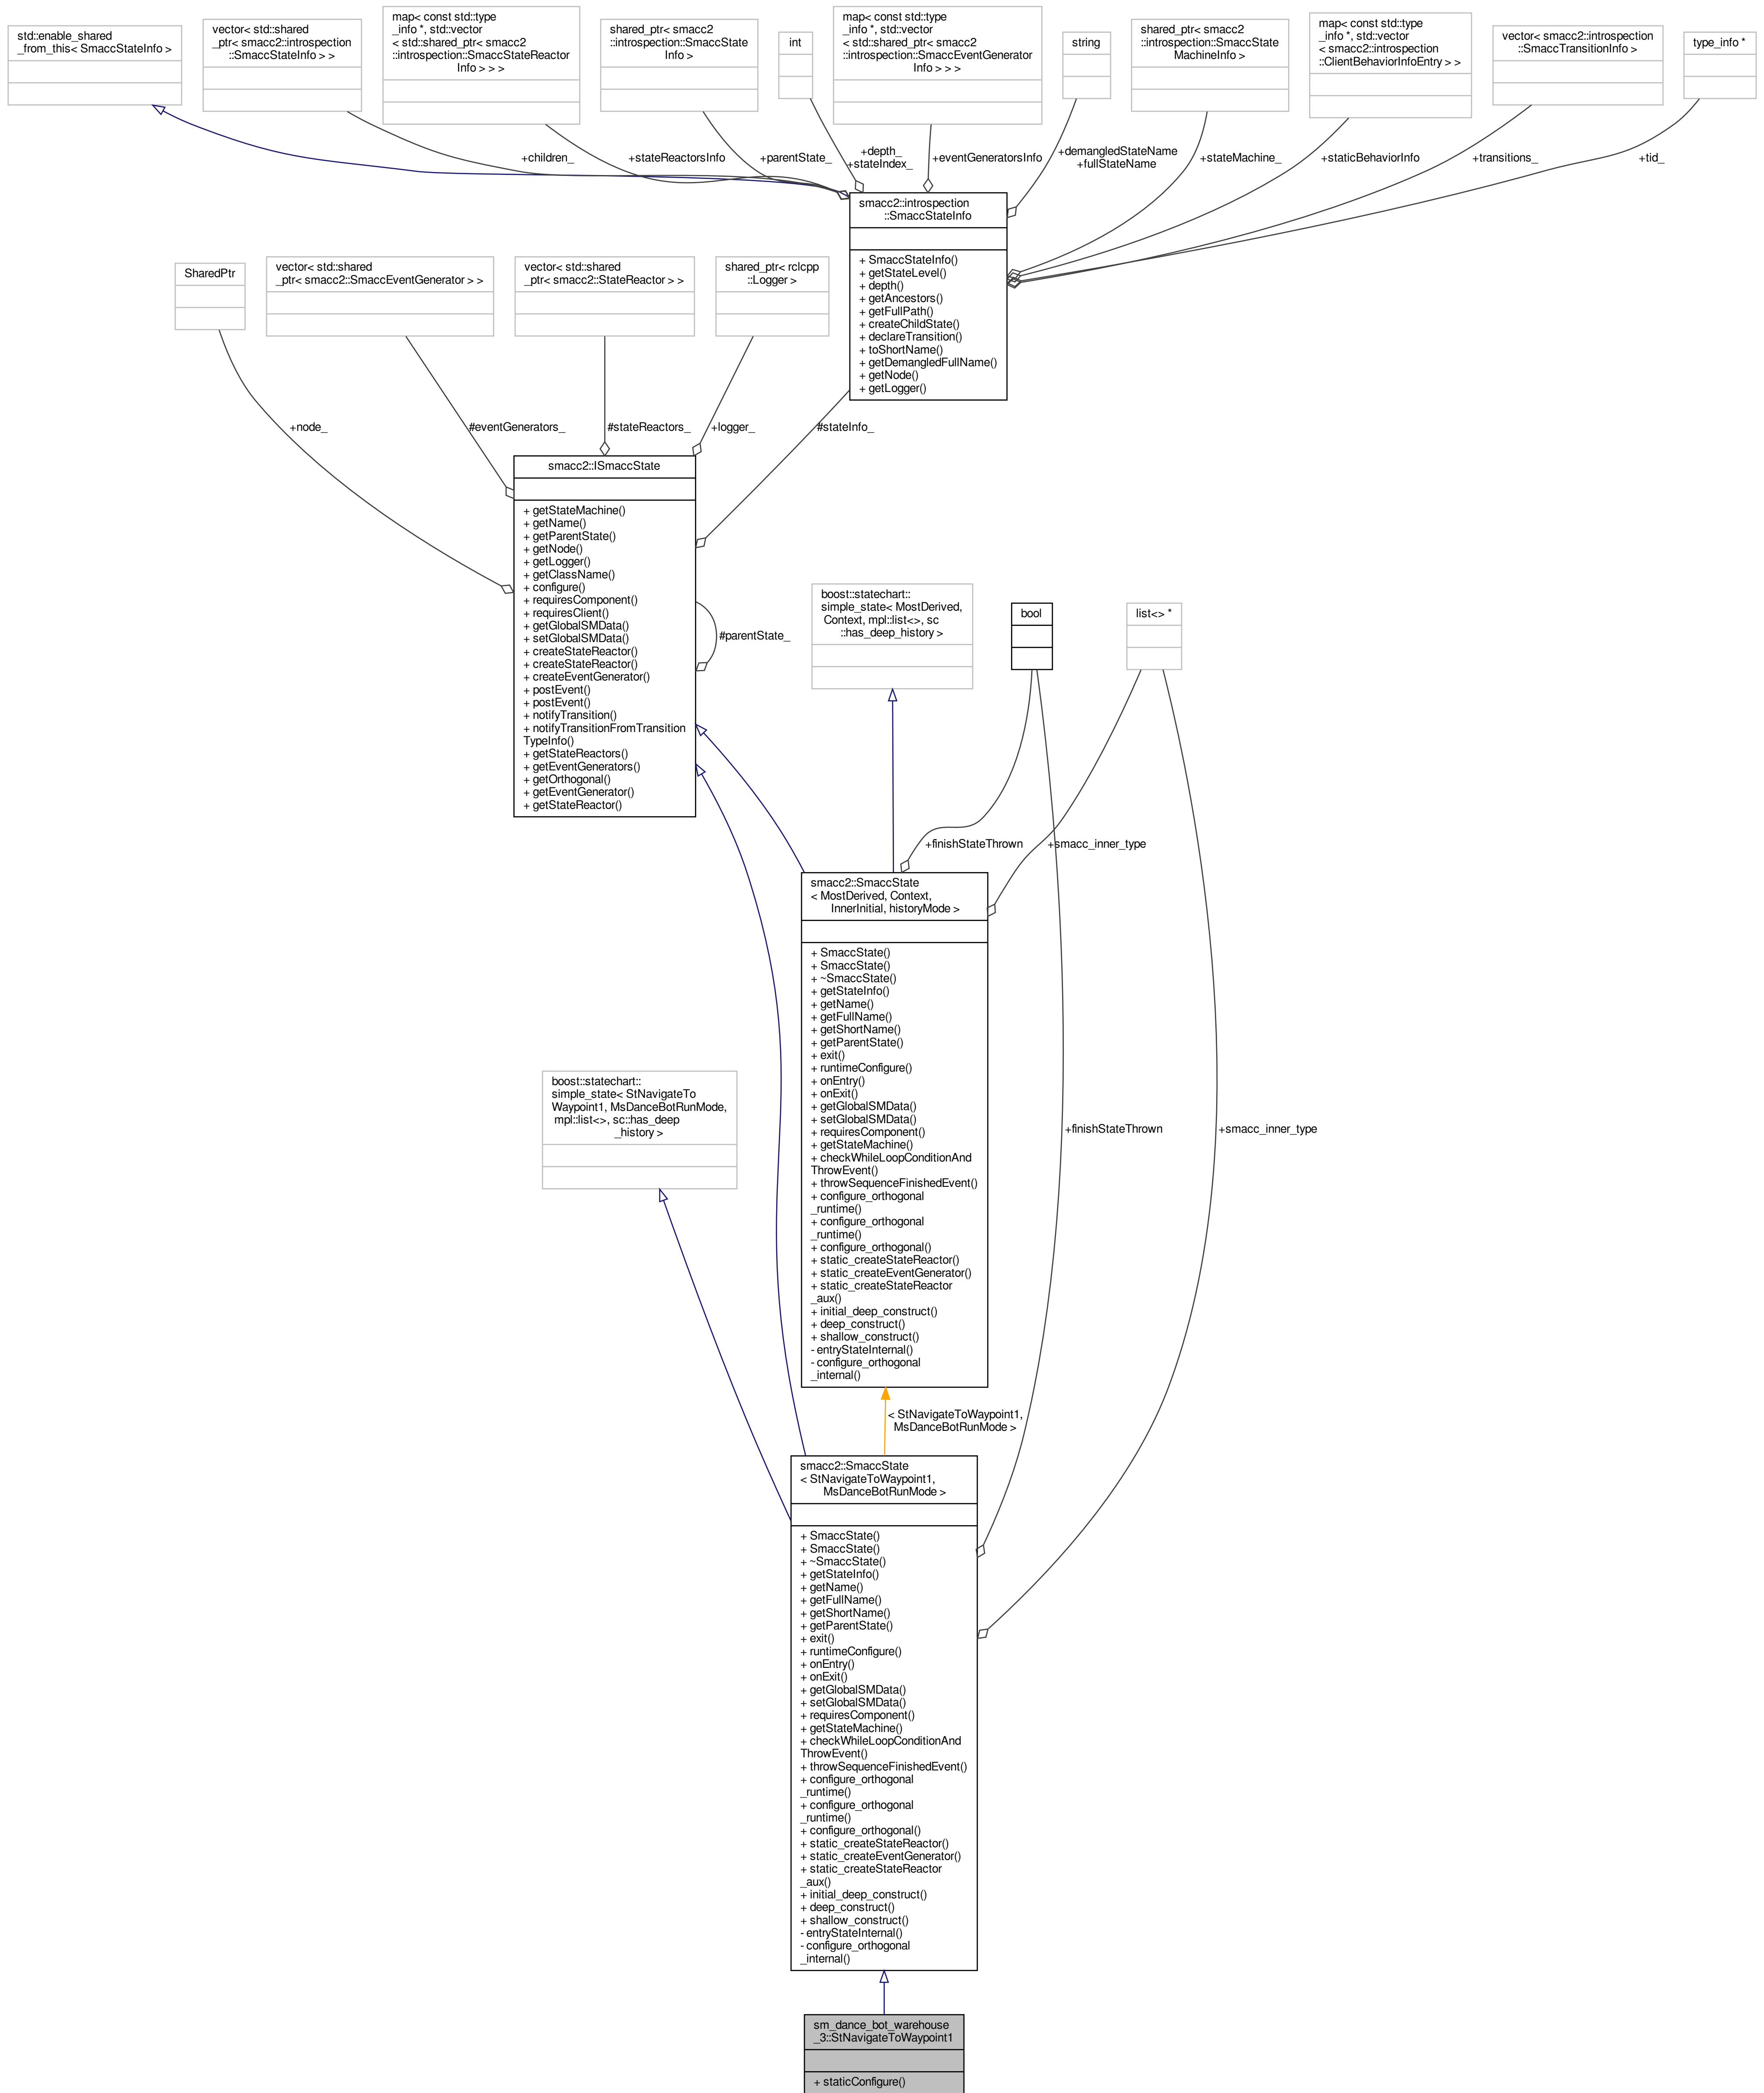 std::enable_shared
_from_this< SmaccStateInfo >
vector< std::shared
_ptr< smacc2::introspection
::SmaccStateInfo > >
map< const std::type
_info *, std::vector
< std::shared_ptr< smacc2
::introspection::SmaccStateReactor
Info > > >
shared_ptr< smacc2
::introspection::SmaccState
Info >
int
map< const std::type
_info *, std::vector
< std::shared_ptr< smacc2
::introspection::SmaccEventGenerator
Info > > >
string
shared_ptr< smacc2
::introspection::SmaccState
MachineInfo >
map< const std::type
_info *, std::vector
< smacc2::introspection
::ClientBehaviorInfoEntry > >
vector< smacc2::introspection
::SmaccTransitionInfo >
type_info *
+children_
+stateReactorsInfo
+parentState_
+depth_
+stateIndex_
+eventGeneratorsInfo
+demangledStateName
+fullStateName
+stateMachine_
+staticBehaviorInfo
+transitions_
+tid_
smacc2::introspection
::SmaccStateInfo
+ SmaccStateInfo()
+ getStateLevel()
+ depth()
+ getAncestors()
+ getFullPath()
+ createChildState()
+ declareTransition()
+ toShortName()
+ getDemangledFullName()
+ getNode()
+ getLogger()
SharedPtr
vector< std::shared
_ptr< smacc2::SmaccEventGenerator > >
vector< std::shared
_ptr< smacc2::StateReactor > >
shared_ptr< rclcpp
::Logger >
+node_
#eventGenerators_
#stateReactors_
+logger_
#stateInfo_
smacc2::ISmaccState
+ getStateMachine()
+ getName()
+ getParentState()
+ getNode()
+ getLogger()
+ getClassName()
+ configure()
+ requiresComponent()
+ requiresClient()
+ getGlobalSMData()
+ setGlobalSMData()
+ createStateReactor()
+ createStateReactor()
+ createEventGenerator()
+ postEvent()
+ postEvent()
+ notifyTransition()
+ notifyTransitionFromTransition
TypeInfo()
+ getStateReactors()
+ getEventGenerators()
+ getOrthogonal()
+ getEventGenerator()
+ getStateReactor()
#parentState_
boost::statechart::
simple_state< MostDerived,
Context, mpl::list<>, sc
::has_deep_history >
bool
list<> *
+finishStateThrown
+smacc_inner_type
smacc2::SmaccState
< MostDerived, Context,
InnerInitial, historyMode >
+ SmaccState()
+ SmaccState()
+ ~SmaccState()
+ getStateInfo()
+ getName()
+ getFullName()
+ getShortName()
+ getParentState()
+ exit()
+ runtimeConfigure()
+ onEntry()
+ onExit()
+ getGlobalSMData()
+ setGlobalSMData()
+ requiresComponent()
+ getStateMachine()
+ checkWhileLoopConditionAnd
ThrowEvent()
+ throwSequenceFinishedEvent()
+ configure_orthogonal
_runtime()
+ configure_orthogonal
_runtime()
+ configure_orthogonal()
+ static_createStateReactor()
+ static_createEventGenerator()
+ static_createStateReactor
_aux()
+ initial_deep_construct()
+ deep_construct()
+ shallow_construct()
- entryStateInternal()
- configure_orthogonal
_internal()
boost::statechart::
simple_state< StNavigateTo
Waypoint1, MsDanceBotRunMode,
mpl::list<>, sc::has_deep
_history >
+finishStateThrown
+smacc_inner_type
< StNavigateToWaypoint1,
MsDanceBotRunMode >
smacc2::SmaccState
< StNavigateToWaypoint1,
MsDanceBotRunMode >
+ SmaccState()
+ SmaccState()
+ ~SmaccState()
+ getStateInfo()
+ getName()
+ getFullName()
+ getShortName()
+ getParentState()
+ exit()
+ runtimeConfigure()
+ onEntry()
+ onExit()
+ getGlobalSMData()
+ setGlobalSMData()
+ requiresComponent()
+ getStateMachine()
+ checkWhileLoopConditionAnd
ThrowEvent()
+ throwSequenceFinishedEvent()
+ configure_orthogonal
_runtime()
+ configure_orthogonal
_runtime()
+ configure_orthogonal()
+ static_createStateReactor()
+ static_createEventGenerator()
+ static_createStateReactor
_aux()
+ initial_deep_construct()
+ deep_construct()
+ shallow_construct()
- entryStateInternal()
- configure_orthogonal
_internal()
sm_dance_bot_warehouse
_3::StNavigateToWaypoint1
+ staticConfigure()